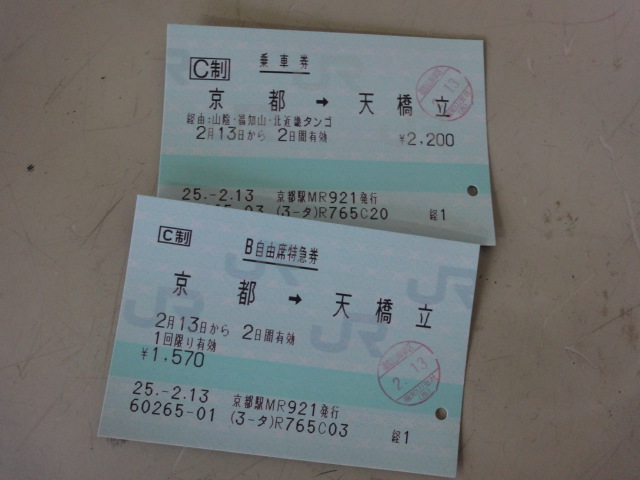 C制
乗車券
京都 → 天橋立
経由:山陰・福知山・北近畿タンゴ
2月13日から 2日間有効 ¥2,200
25.-2.13 京都駅MR921発行
(3-タ)R765C20 経1
C制
B自由席特急券
京都 → 天橋立
2月13日から 2日間有効
1回限り有効
¥1,570
2.13
25.-2.13 京都駅MR921発行
60265-01 (3-タ)R765C03 経1